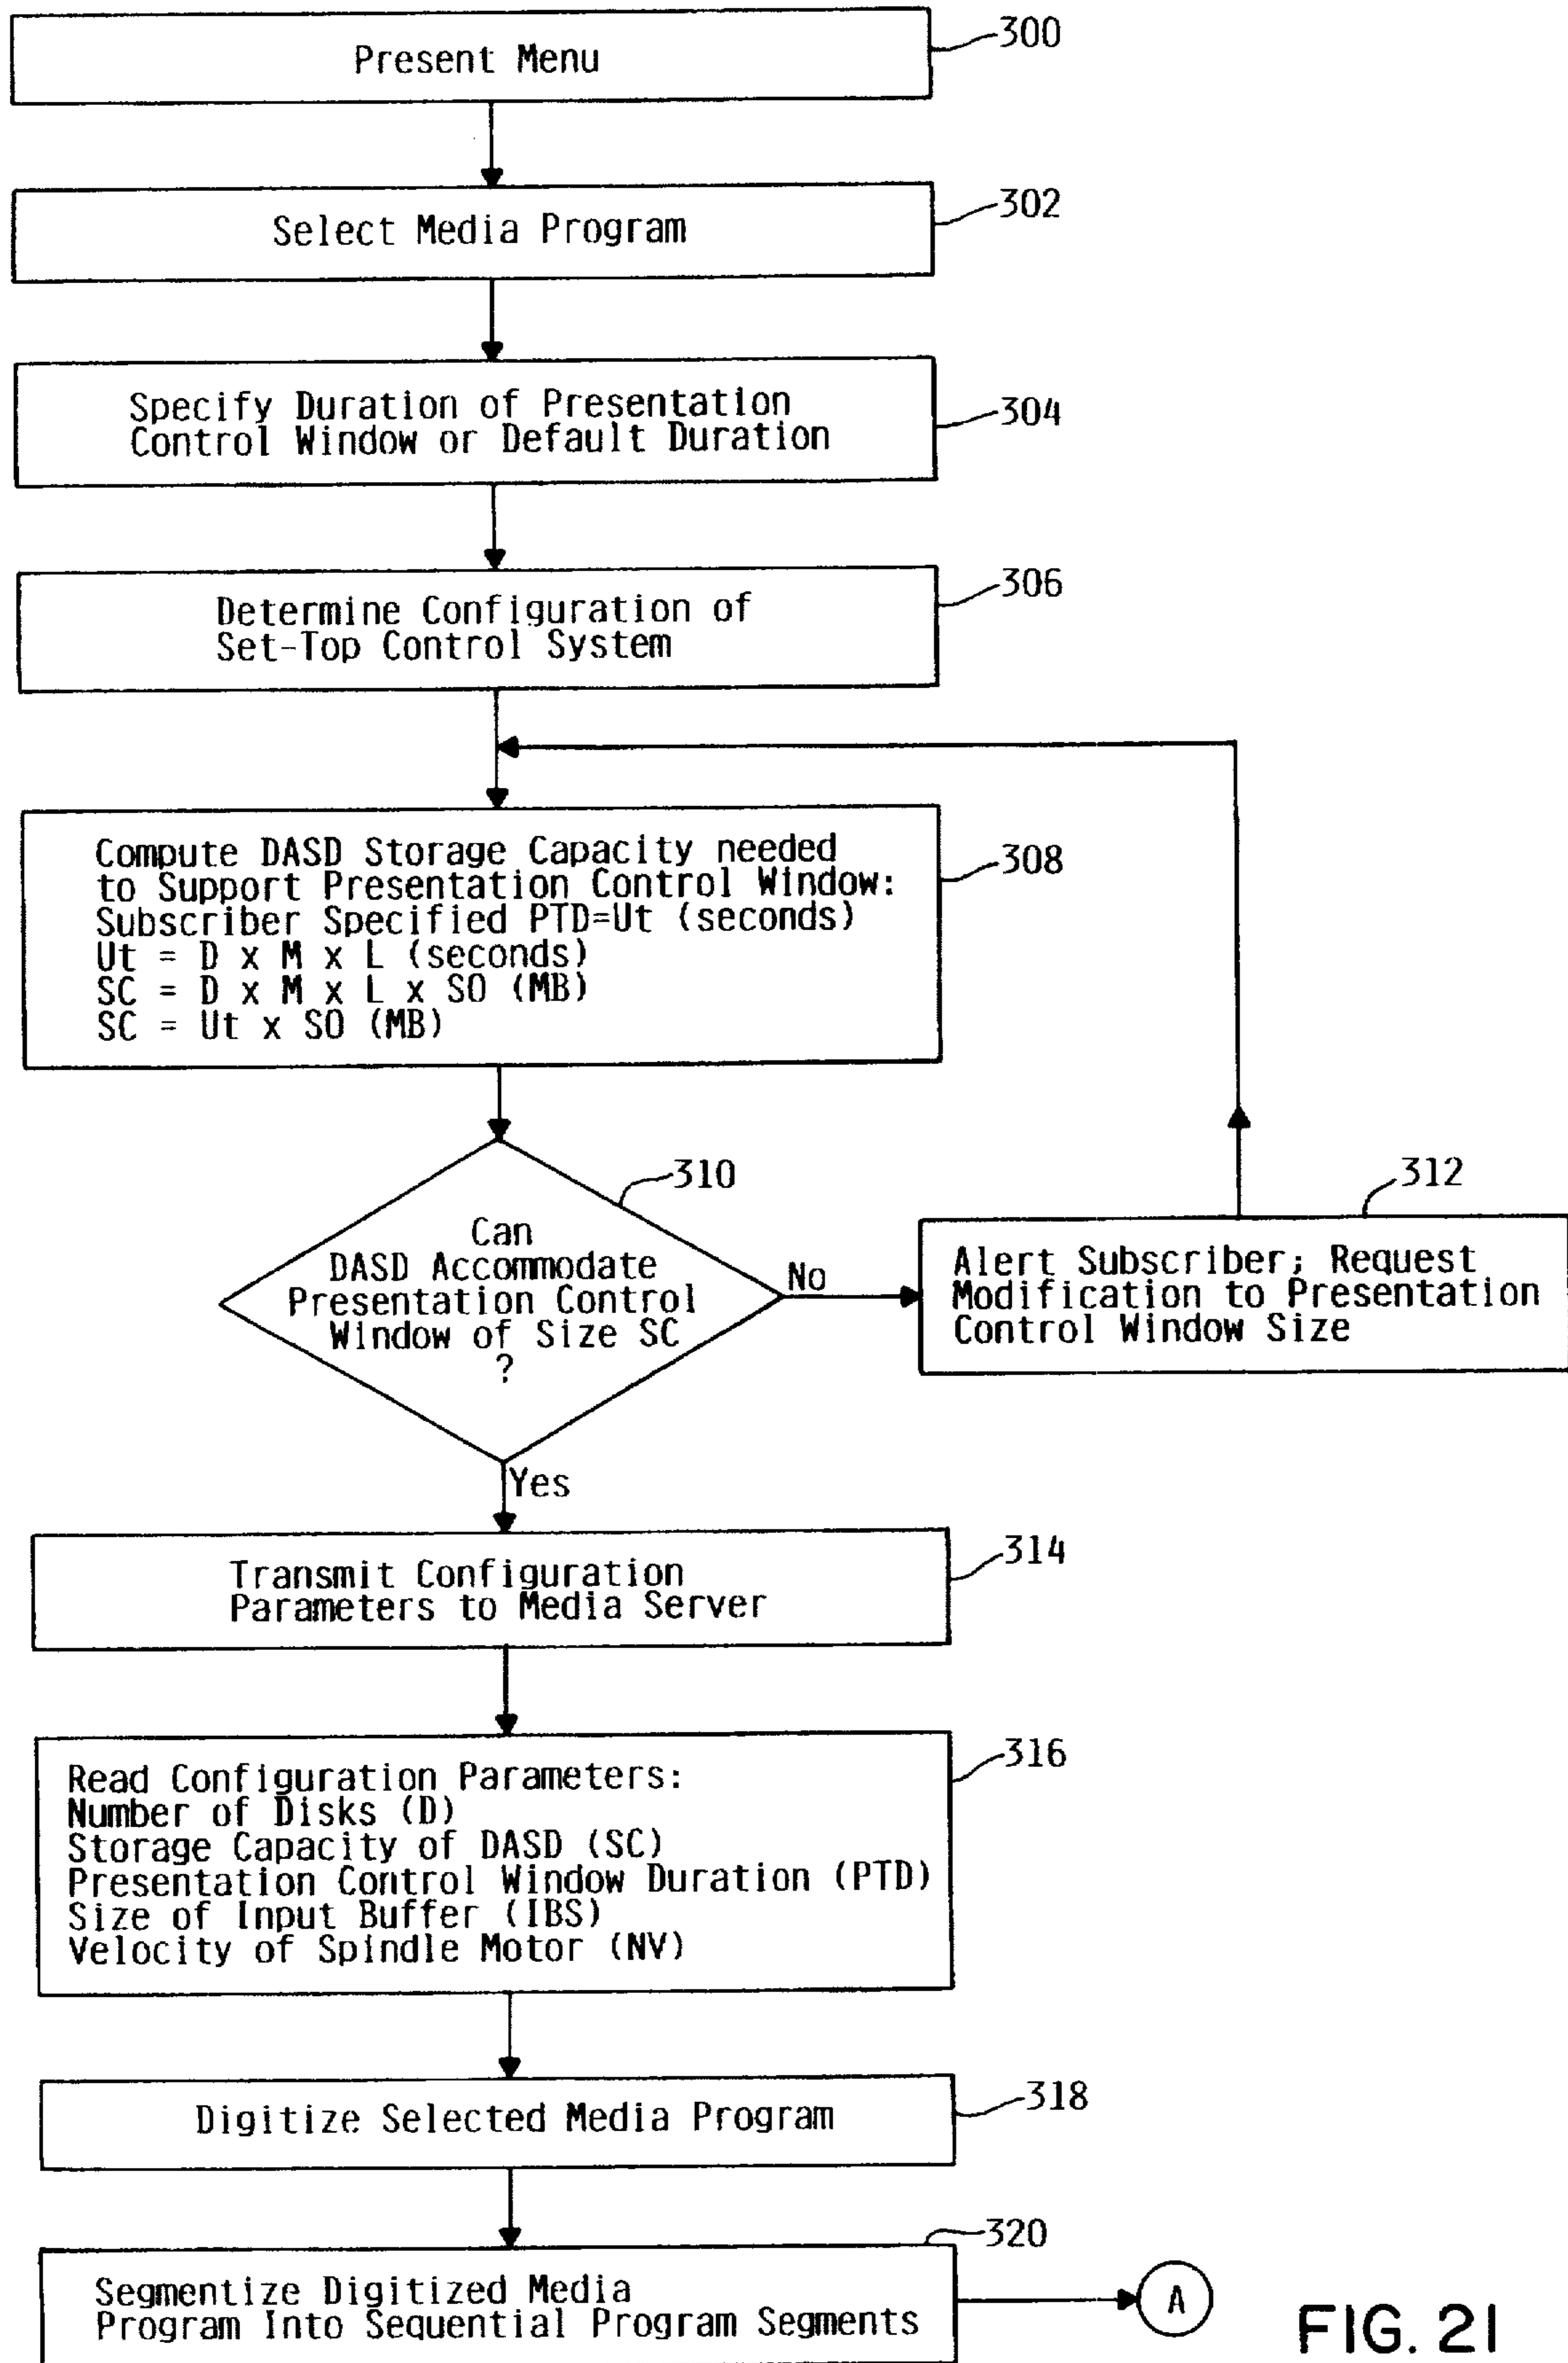 Present Menu
300
Select Media Program
302
Specify Duration of Presentation
Control Window or Default Duration
304
Determine Configuration of
Set-Top Control System
306
Compute DASD Storage Capacity needed
to Support Presentation Control Window:
Subscriber Specified PTD=Ut (seconds)
Ut = D x M x L (seconds)
SC = D x M x L x SO (MB)
SC = Ut x SO (MB)
308
310
Can
DASD Accommodate
Presentation Control
Window of Size SC
?
No
312
Alert Subscriber; Request
Modification to Presentation
Control Window Size
Yes
Transmit Configuration
Parameters to Media Server
314
Read Configuration Parameters:
Number of Disks (D)
Storage Capacity of DASD (SC)
Presentation Control Window Duration (PTD)
Size of Input Buffer (IBS)
Velocity of Spindle Motor (NV)
316
Digitize Selected Media Program
318
320
Segmentize Digitized Media
Program Into Sequential Program Segments
A
FIG. 21